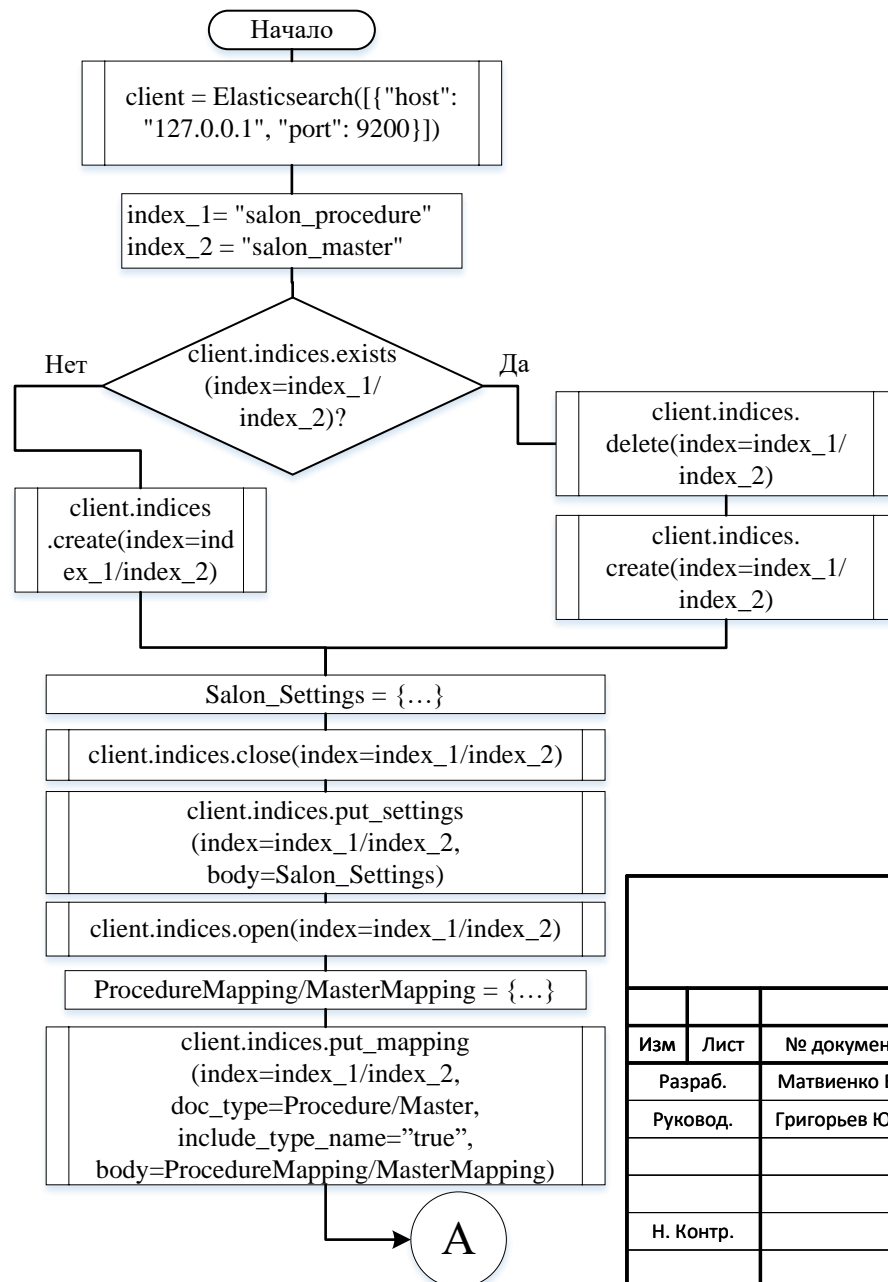 Начало
client = Elasticsearch([{"host":
"127.0.0.1", "port": 9200}])
index_1= "salon_procedure"
index_2 = "salon_master"
client.indices.exists
(index=index_1/
index_2)?
Нет
Да
client.indices
.create(index=ind
ex_1/index_2)
client.indices.
delete(index=index_1/
index_2)
client.indices.
create(index=index_1/
index_2)
Salon_Settings = {…}
client.indices.close(index=index_1/index_2)
client.indices.put_settings
(index=index_1/index_2,
body=Salon_Settings)
client.indices.open(index=index_1/index_2)
ProcedureMapping/MasterMapping = {…}
client.indices.put_mapping
(index=index_1/index_2,
doc_type=Procedure/Master,
include_type_name=”true”,
body=ProcedureMapping/MasterMapping)
A
Изм Лист № докумен
Разраб. Матвиенко
Руковод. Григорьев
Н. Контр.